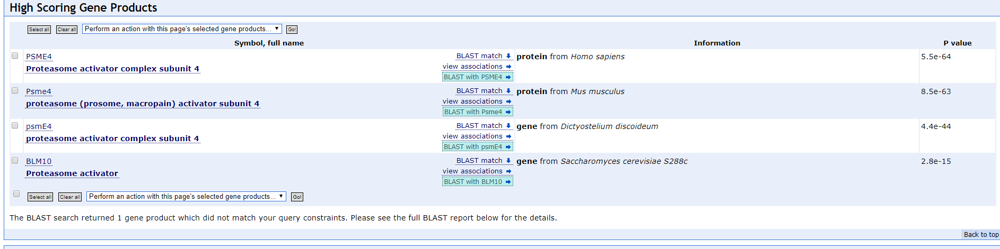 High Scoring Gene Products
Select all Clear all Perform an action with this page's selected gene products... Go!
Symbol, full name Information P value
PSME4 BLAST match protein from Homo sapiens 5.5e-64
Proteasome activator complex subunit 4 view associations
BLAST with PSME4
Psme4 BLAST match protein from Mus musculus 8.5e-63
proteasome (prosome, macropain) activator subunit 4 view associations
BLAST with Psme4
psmE4 BLAST match gene from Dictyostelium discoideum 4.4e-44
proteasome activator complex subunit 4 view associations
BLAST with psmE4
BLM10 BLAST match gene from Saccharomyces cerevisiae S288c 2.8e-15
Proteasome activator view associations
BLAST with BLM10
Select all Clear all Perform an action with this page's selected gene products... Go!
The BLAST search returned 1 gene product which did not match your query constraints. Please see the full BLAST report below for the details.
Back to top